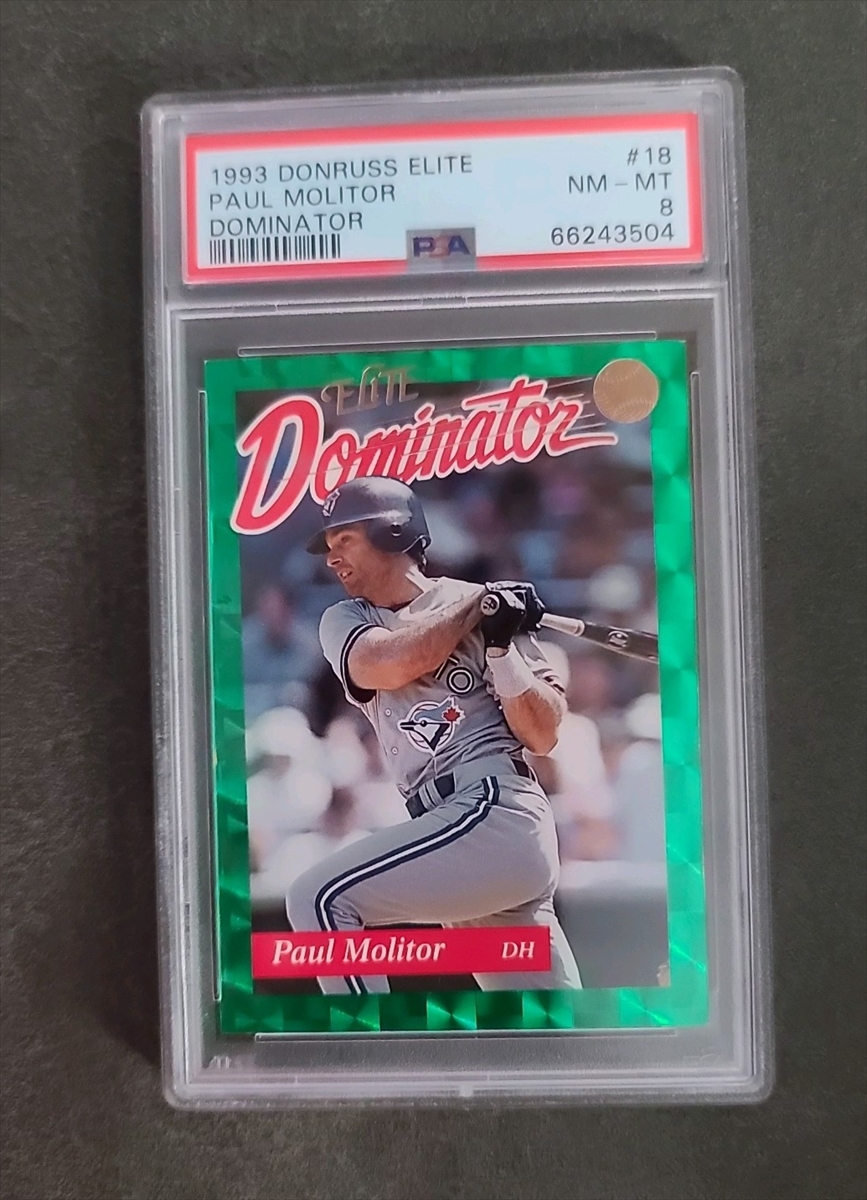 1993 DONRUSS ELITE #18
PAUL MOLITOR NM - MT
DOMINATOR 8
PSA 66243504
ELITE
Dominator
Paul Molitor DH